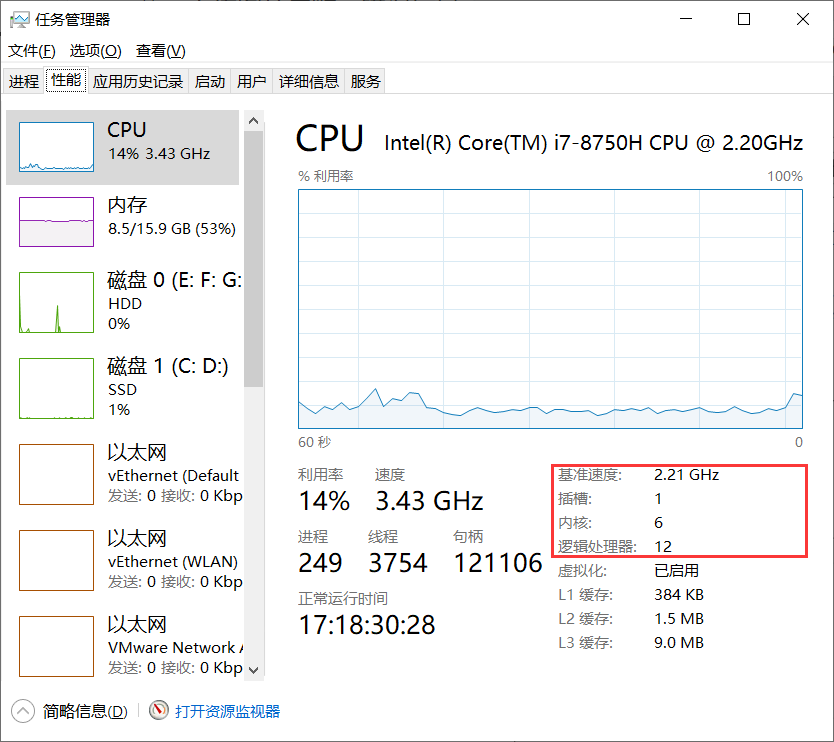 任务管理器
文件(F) 选项(O) 查看(V)
进程 性能 应用历史记录 启动 用户 详细信息 服务
CPU
14% 3.43 GHz
内存
8.5/15.9 GB (53%)
磁盘 0 (E: F: G:
HDD
0%
磁盘 1 (C: D:)
SSD
1%
以太网
vEthernet (Default
发送: 0 接收: 0 Kbp
以太网
vEthernet (WLAN)
发送: 0 接收: 0 Kbp
以太网
VMware Network A
发送: 0 接收: 0 Kbp
CPU Intel(R) Core(TM) i7-8750H CPU @ 2.20GHz
% 利用率 100%
60 秒 0
利用率 速度
14% 3.43 GHz
进程 线程 句柄
249 3754 121106
正常运行时间
17:18:30:28
基准速度: 2.21 GHz
插槽: 1
内核: 6
逻辑处理器: 12
虚拟化: 已启用
L1 缓存: 384 KB
L2 缓存: 1.5 MB
L3 缓存: 9.0 MB
简略信息(D) 打开资源监视器